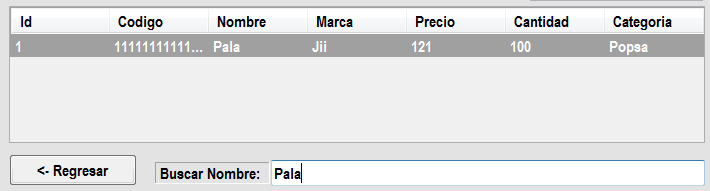 Id Codigo Nombre Marca Precio Cantidad Categoria
1 11111111111... Pala Jii 121 100 Popsa
<- Regresar Buscar Nombre: Pala